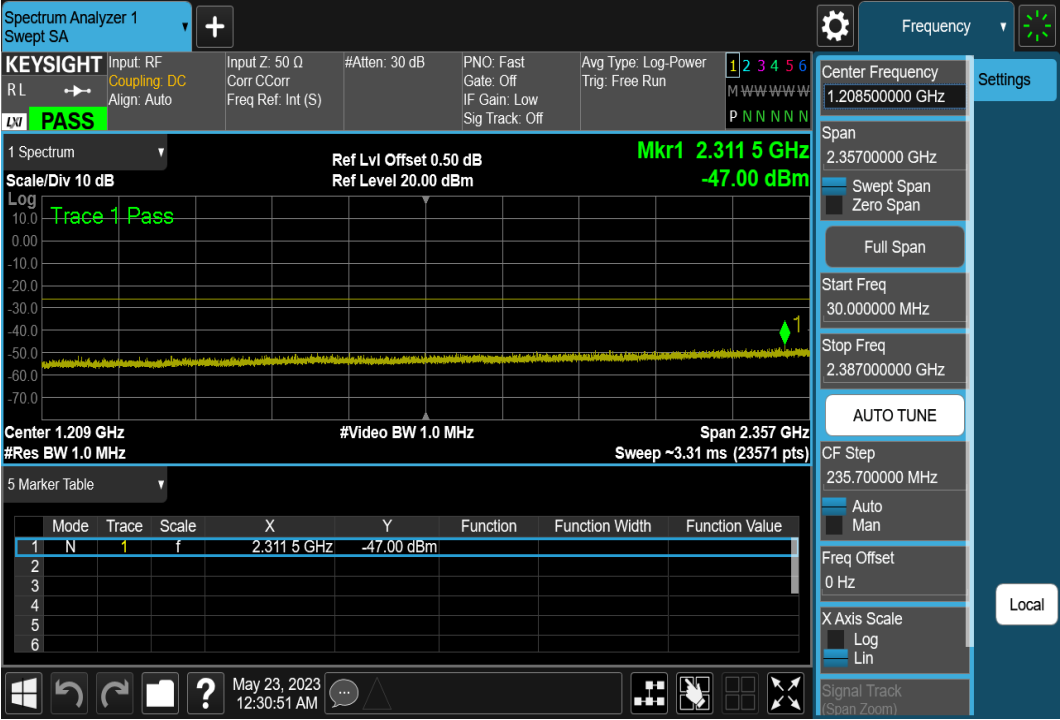 Spectrum Analyzer 1
Swept SA
Frequency
KEYSIGHT
R L
LXI PASS
Input: RF
Coupling: DC
Align: Auto
Input Z: 50 Ω
Corr CCorr
Freq Ref: Int (S)
#Atten: 30 dB
PNO: Fast
Gate: Off
IF Gain: Low
Sig Track: Off
Avg Type: Log-Power
Trig: Free Run
1 2 3 4 5 6
M W W W W W
P N N N N N
1 Spectrum
Scale/Div 10 dB
Ref Lvl Offset 0.50 dB
Ref Level 20.00 dBm
Mkr1 2.311 5 GHz
-47.00 dBm
Log
Trace 1 Pass
10.0
0.00
-10.0
-20.0
-30.0
-40.0
-50.0
-60.0
-70.0
1
Center 1.209 GHz
#Res BW 1.0 MHz
#Video BW 1.0 MHz
Span 2.357 GHz
Sweep ~3.31 ms (23571 pts)
5 Marker Table
Mode Trace Scale X Y Function Function Width Function Value
1 N 1 f 2.311 5 GHz -47.00 dBm
2
3
4
5
6
May 23, 2023
12:30:51 AM
Center Frequency
1.208500000 GHz
Span
2.35700000 GHz
Swept Span
Zero Span
Full Span
Start Freq
30.000000 MHz
Stop Freq
2.387000000 GHz
AUTO TUNE
CF Step
235.700000 MHz
Auto
Man
Freq Offset
0 Hz
X Axis Scale
Log
Lin
Signal Track
(Span Zoom)
Settings
Local